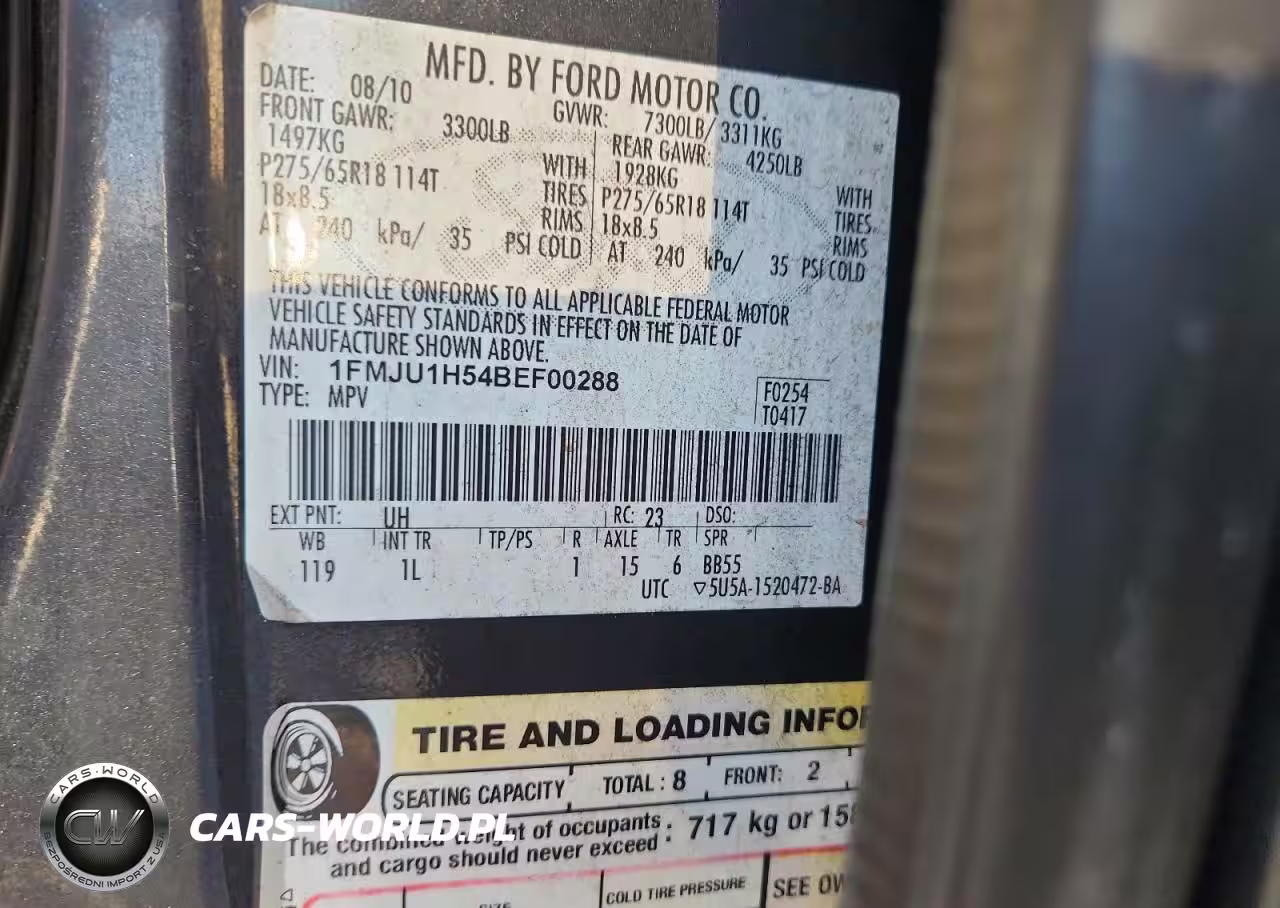 MFD. BY FORD MOTOR CO.
DATE: 08/10 GVWR: 7300LB/ 3311KG
FRONT GAWR: 3300LB REAR GAWR: 4250LB
1497KG WITH 1928KG WITH
P275/65R18 114T TIRES P275/65R18 114T TIRES
18x8.5 RIMS 18x8.5 RIMS
AT 240 kPa/ 35 PSI COLD AT 240 kPa/ 35 PSI COLD
THIS VEHICLE CONFORMS TO ALL APPLICABLE FEDERAL MOTOR
VEHICLE SAFETY STANDARDS IN EFFECT ON THE DATE OF
MANUFACTURE SHOWN ABOVE.
VIN: 1FMJU1H54BEF00288
TYPE: MPV
F0254
T0417
EXT PNT: UH RC: 23 DSO:
WB INT TR TP/PS R AXLE TR SPR
119 1L 1 15 6 BB55
UTC ▽5U5A-1520472-BA
TIRE AND LOADING INFOR
SEATING CAPACITY TOTAL : 8 FRONT: 2
The combined weight of occupants : 717 kg or 15
and cargo should never exceed
COLD TIRE PRESSURE SEE OW
CARS-WORLD
CW
BEZPOŚREDNI IMPORT Z USA
CARS-WORLD.PL